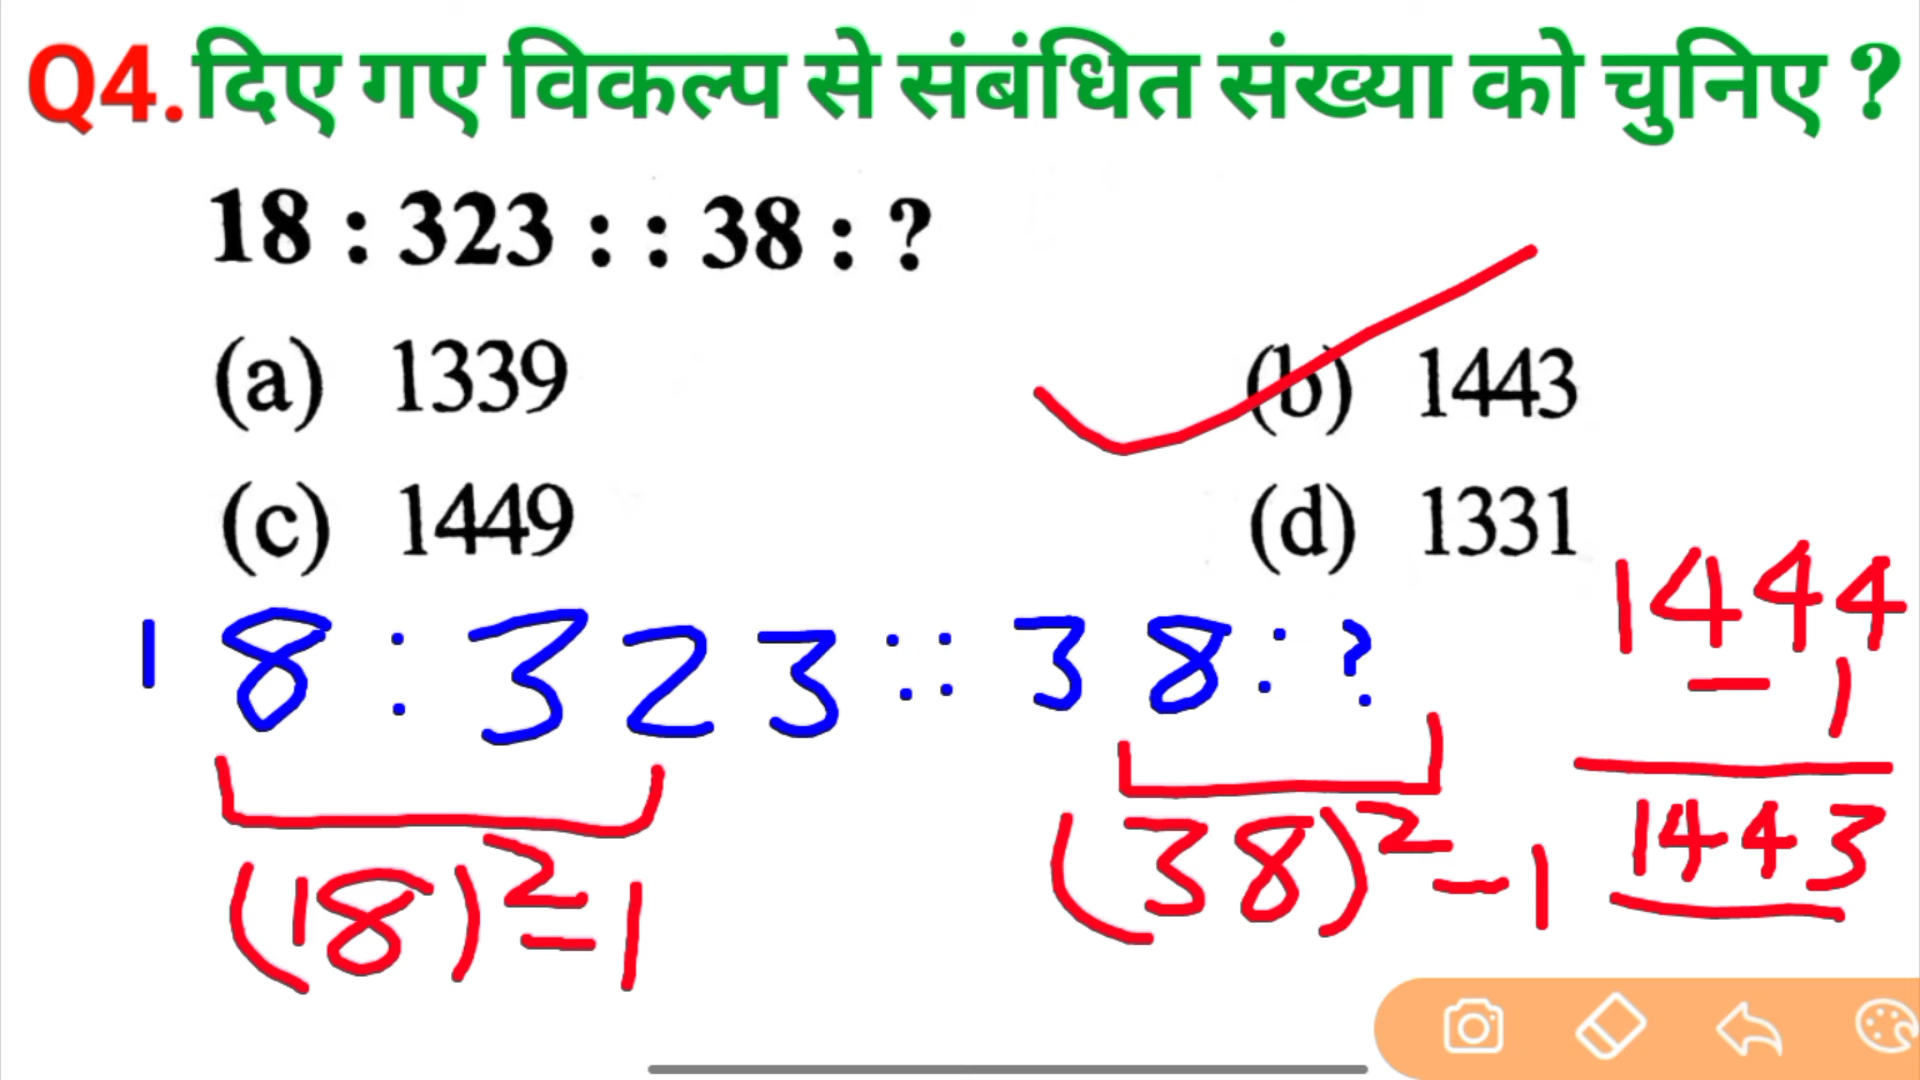 Q4.दिए गए विकल्प से संबंधित संख्या को चुनिए ?
18 : 323 : : 38 : ?
(a) 1339
(b) 1443
(c) 1449
(d) 1331
18 : 323 :: 38 : ?
1444
- 1
1443
(18)²-1
(38)²-1